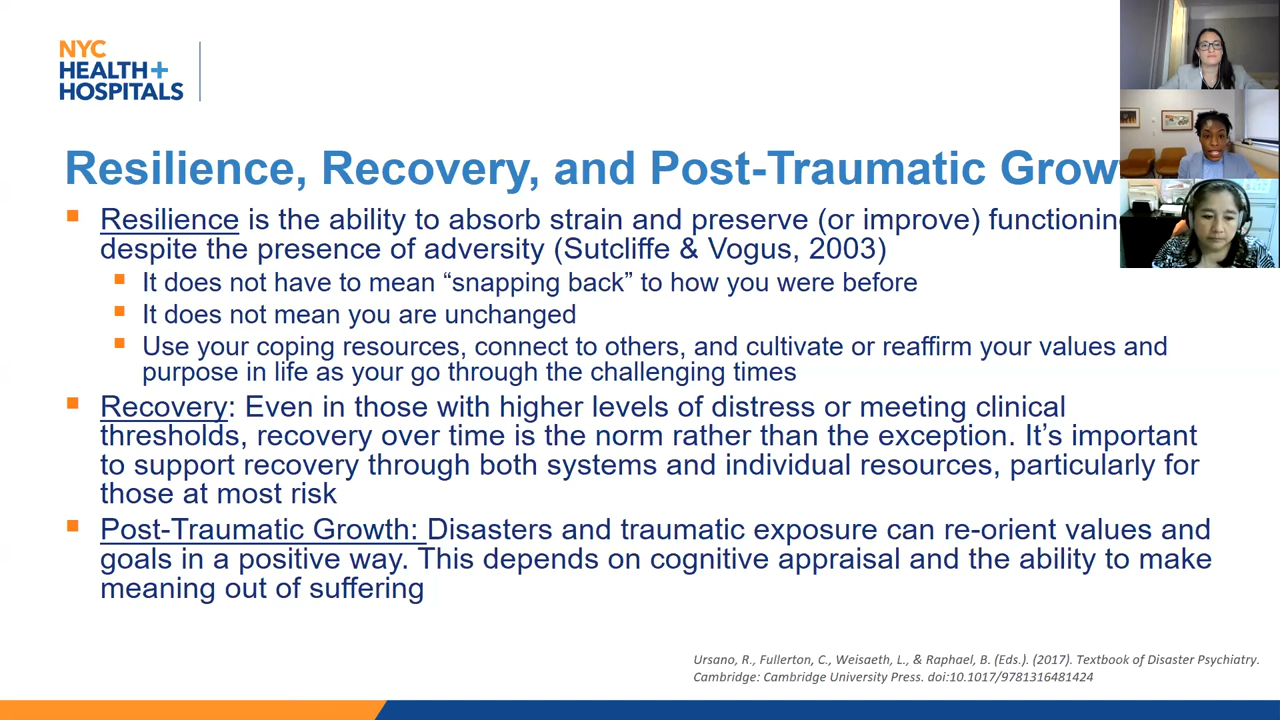 NYC
HEALTH+
HOSPITALS
Resilience, Recovery, and Post-Traumatic Grow
Resilience is the ability to absorb strain and preserve (or improve) functionin
despite the presence of adversity (Sutcliffe & Vogus, 2003)
It does not have to mean “snapping back” to how you were before
It does not mean you are unchanged
Use your coping resources, connect to others, and cultivate or reaffirm your values and
purpose in life as your go through the challenging times
Recovery: Even in those with higher levels of distress or meeting clinical
thresholds, recovery over time is the norm rather than the exception. It’s important
to support recovery through both systems and individual resources, particularly for
those at most risk
Post-Traumatic Growth: Disasters and traumatic exposure can re-orient values and
goals in a positive way. This depends on cognitive appraisal and the ability to make
meaning out of suffering
Ursano, R., Fullerton, C., Weisaeth, L., & Raphael, B. (Eds.). (2017). Textbook of Disaster Psychiatry.
Cambridge: Cambridge University Press. doi:10.1017/9781316481424